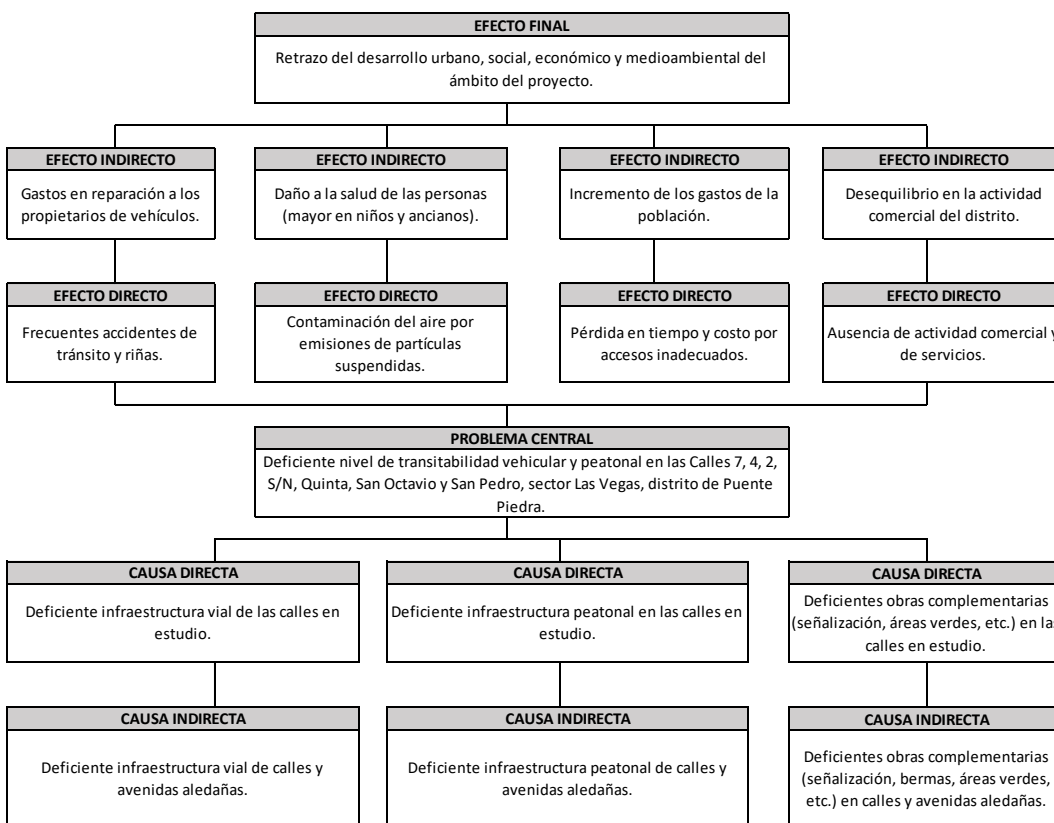 EFECTO FINAL
Retrazo del desarrollo urbano, social, económico y medioambiental del
ámbito del proyecto.
EFECTO INDIRECTO
Gastos en reparación a los
propietarios de vehículos.
EFECTO INDIRECTO
Daño a la salud de las personas
(mayor en niños y ancianos).
EFECTO INDIRECTO
Incremento de los gastos de la
población.
EFECTO INDIRECTO
Desequilibrio en la actividad
comercial del distrito.
EFECTO DIRECTO
Frecuentes accidentes de
tránsito y riñas.
EFECTO DIRECTO
Contaminación del aire por
emisiones de partículas
suspendidas.
EFECTO DIRECTO
Pérdida en tiempo y costo por
accesos inadecuados.
EFECTO DIRECTO
Ausencia de actividad comercial y
de servicios.
PROBLEMA CENTRAL
Deficiente nivel de transitabilidad vehicular y peatonal en las Calles 7, 4, 2,
S/N, Quinta, San Octavio y San Pedro, sector Las Vegas, distrito de Puente
Piedra.
CAUSA DIRECTA
Deficiente infraestructura vial de las calles en
estudio.
CAUSA DIRECTA
Deficiente infraestructura peatonal en las calles en
estudio.
CAUSA DIRECTA
Deficientes obras complementarias
(señalización, áreas verdes, etc.) en las
calles en estudio.
CAUSA INDIRECTA
Deficiente infraestructura vial de calles y
avenidas aledañas.
CAUSA INDIRECTA
Deficiente infraestructura peatonal de calles y
avenidas aledañas.
CAUSA INDIRECTA
Deficientes obras complementarias
(señalización, bermas, áreas verdes,
etc.) en calles y avenidas aledañas.